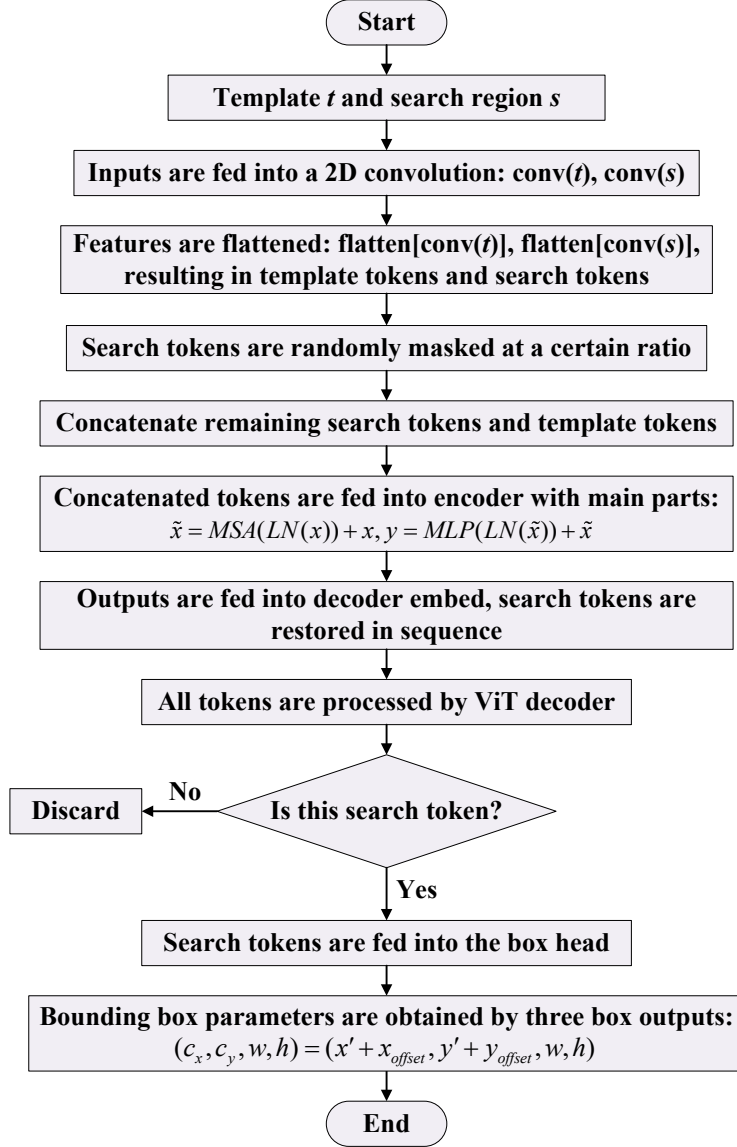 Start
Template t and search region s
Inputs are fed into a 2D convolution: conv(t), conv(s)
Features are flattened: flatten[conv(t)], flatten[conv(s)],
resulting in template tokens and search tokens
Search tokens are randomly masked at a certain ratio
Concatenate remaining search tokens and template tokens
Concatenated tokens are fed into encoder with main parts:
x̃ = MSA(LN(x)) + x, y = MLP(LN(x̃)) + x̃
Outputs are fed into decoder embed, search tokens are
restored in sequence
All tokens are processed by ViT decoder
Is this search token?
No
Discard
Yes
Search tokens are fed into the box head
Bounding box parameters are obtained by three box outputs:
(c_x, c_y, w, h) = (x′ + x_offset, y′ + y_offset, w, h)
End